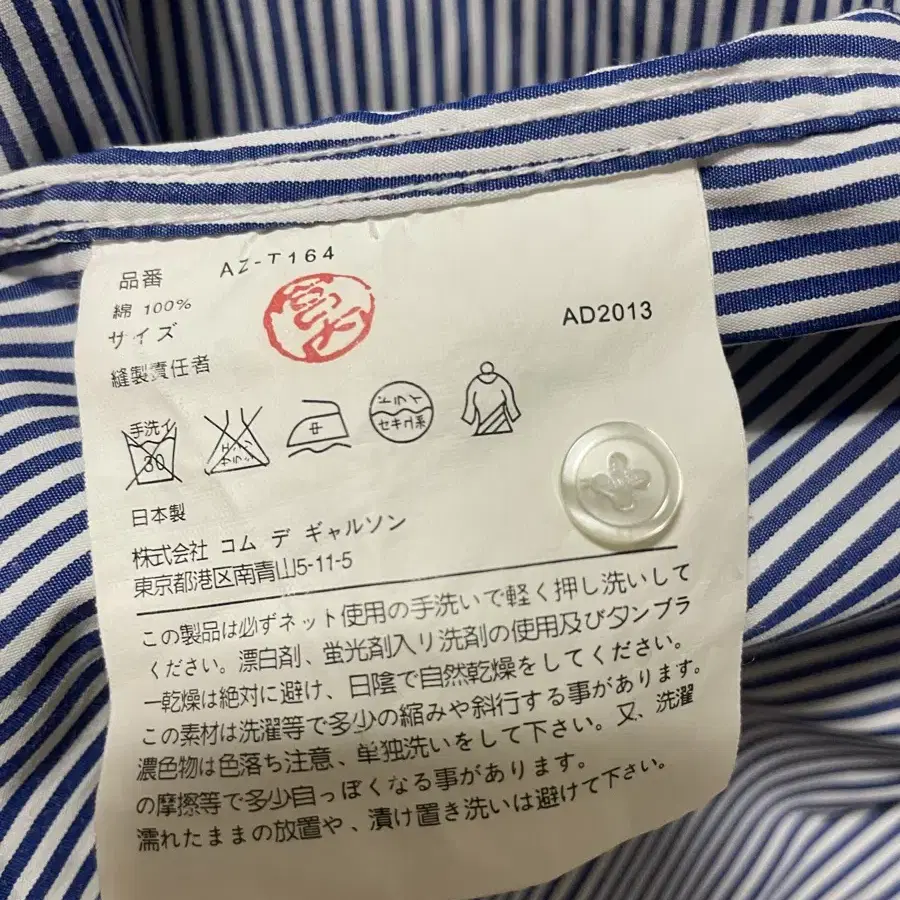 品番 AZ-T164
綿 100%
サイズ
AD2013
縫製責任者
手洗イ
30
中
ドライ
セキユ系
日本製
株式会社 コム デ ギャルソン
東京都港区南青山5-11-5
この製品は必ずネット使用の手洗いで軽く押し洗いして
ください。漂白剤、蛍光剤入り洗剤の使用及びタンブラ
ー乾燥は絶対に避け、日陰で自然乾燥をしてください。
この素材は洗濯等で多少の縮みや斜行する事があります。
濃色物は色落ち注意、単独洗いをして下さい。又、洗濯
の摩擦等で多少白っぽくなる事があります。
濡れたままの放置や、漬け置き洗いは避けて下さい。